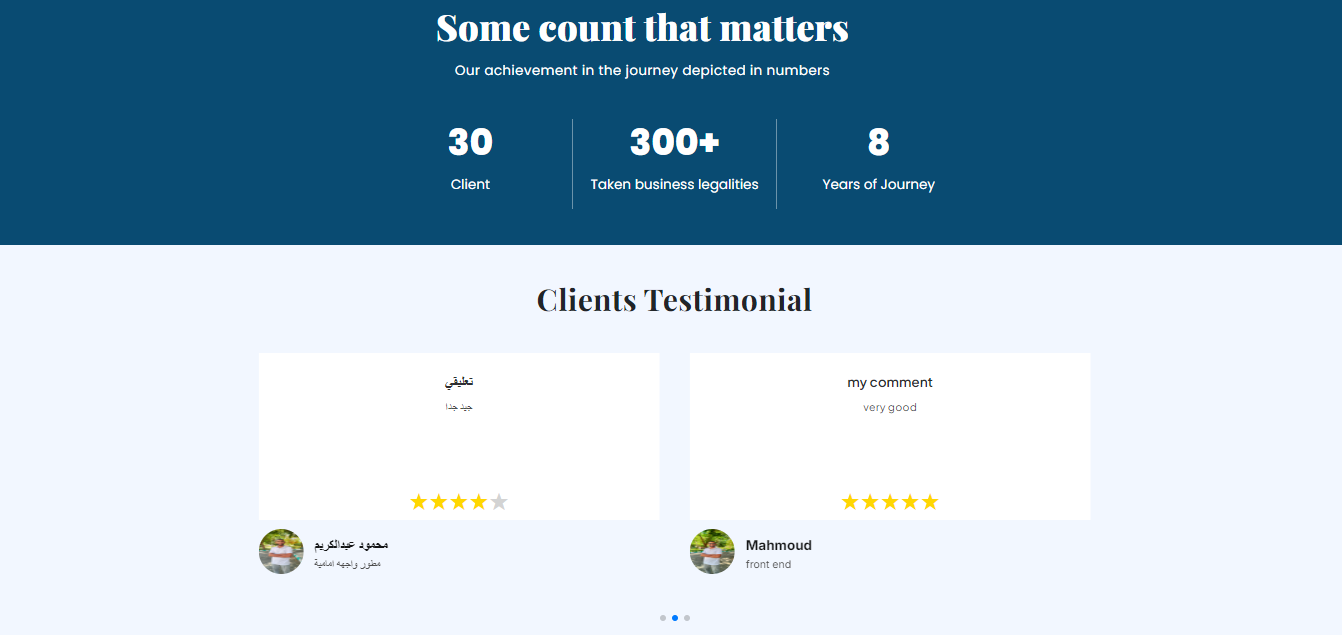 Some count that matters
Our achievement in the journey depicted in numbers
30
Client
300+
Taken business legalities
8
Years of Journey
Clients Testimonial
تعليقي
جيد جدا
محمود عبدالكريم
مطور واجهه امامية
my comment
very good
Mahmoud
front end